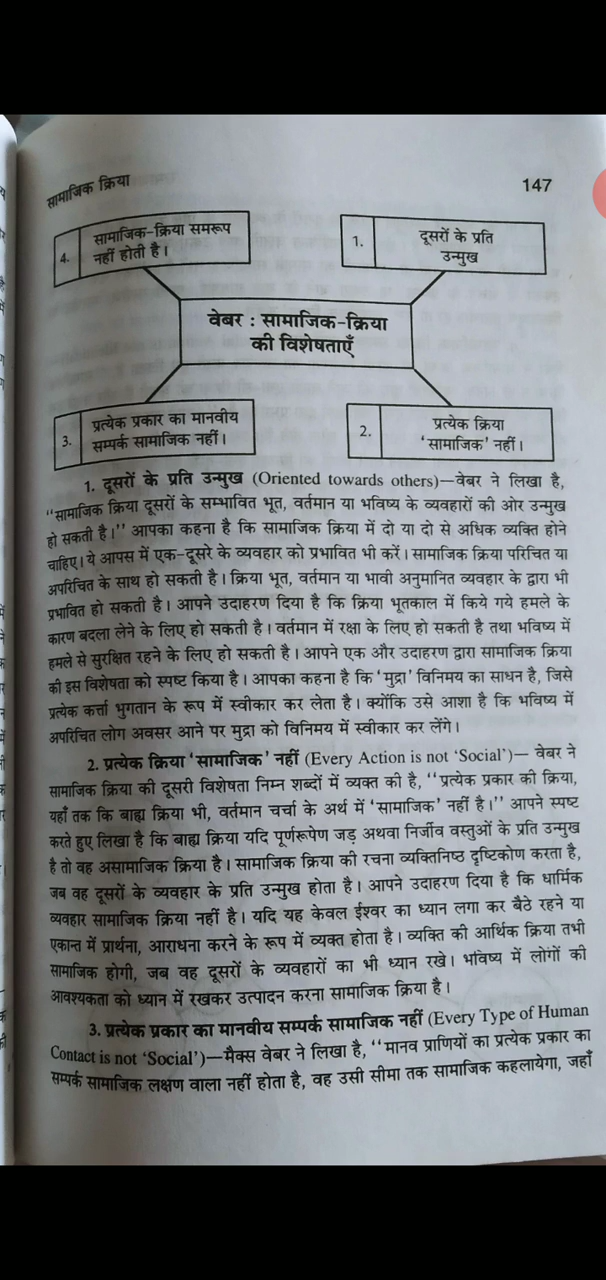 सामाजिक क्रिया
147
4.
सामाजिक-क्रिया समरूप
नहीं होती है।
1.
दूसरों के प्रति
उन्मुख
वेबर : सामाजिक-क्रिया
की विशेषताएँ
3.
प्रत्येक प्रकार का मानवीय
सम्पर्क सामाजिक नहीं।
2.
प्रत्येक क्रिया
'सामाजिक' नहीं।
1. दूसरों के प्रति उन्मुख (Oriented towards others)—वेबर ने लिखा है,
"सामाजिक क्रिया दूसरों के सम्भावित भूत, वर्तमान या भविष्य के व्यवहारों की ओर उन्मुख
हो सकती है।" आपका कहना है कि सामाजिक क्रिया में दो या दो से अधिक व्यक्ति होने
चाहिए। ये आपस में एक-दूसरे के व्यवहार को प्रभावित भी करें। सामाजिक क्रिया परिचित या
अपरिचित के साथ हो सकती है। क्रिया भूत, वर्तमान या भावी अनुमानित व्यवहार के द्वारा भी
प्रभावित हो सकती है। आपने उदाहरण दिया है कि क्रिया भूतकाल में किये गये हमले के
कारण बदला लेने के लिए हो सकती है। वर्तमान में रक्षा के लिए हो सकती है तथा भविष्य में
हमले से सुरक्षित रहने के लिए हो सकती है। आपने एक और उदाहरण द्वारा सामाजिक क्रिया
की इस विशेषता को स्पष्ट किया है। आपका कहना है कि 'मुद्रा' विनिमय का साधन है, जिसे
प्रत्येक कर्त्ता भुगतान के रूप में स्वीकार कर लेता है। क्योंकि उसे आशा है कि भविष्य में
अपरिचित लोग अवसर आने पर मुद्रा को विनिमय में स्वीकार कर लेंगे।
2. प्रत्येक क्रिया 'सामाजिक' नहीं (Every Action is not 'Social')— वेबर ने
सामाजिक क्रिया की दूसरी विशेषता निम्न शब्दों में व्यक्त की है, "प्रत्येक प्रकार की क्रिया,
यहाँ तक कि बाह्य क्रिया भी, वर्तमान चर्चा के अर्थ में 'सामाजिक' नहीं है।" आपने स्पष्ट
करते हुए लिखा है कि बाह्य क्रिया यदि पूर्णरूपेण जड़ अथवा निर्जीव वस्तुओं के प्रति उन्मुख
है तो वह असामाजिक क्रिया है। सामाजिक क्रिया की रचना व्यक्तिनिष्ठ दृष्टिकोण करता है,
जब वह दूसरों के व्यवहार के प्रति उन्मुख होता है। आपने उदाहरण दिया है कि धार्मिक
व्यवहार सामाजिक क्रिया नहीं है। यदि यह केवल ईश्वर का ध्यान लगा कर बैठे रहने या
एकान्त में प्रार्थना, आराधना करने के रूप में व्यक्त होता है। व्यक्ति की आर्थिक क्रिया तभी
सामाजिक होगी, जब वह दूसरों के व्यवहारों का भी ध्यान रखे। भविष्य में लोंगों की
आवश्यकता को ध्यान में रखकर उत्पादन करना सामाजिक क्रिया है।
3. प्रत्येक प्रकार का मानवीय सम्पर्क सामाजिक नहीं (Every Type of Human
Contact is not 'Social')—मैक्स वेबर ने लिखा है, "मानव प्राणियों का प्रत्येक प्रकार का
सम्पर्क सामाजिक लक्षण वाला नहीं होता है, वह उसी सीमा तक सामाजिक कहलायेगा, जहाँ